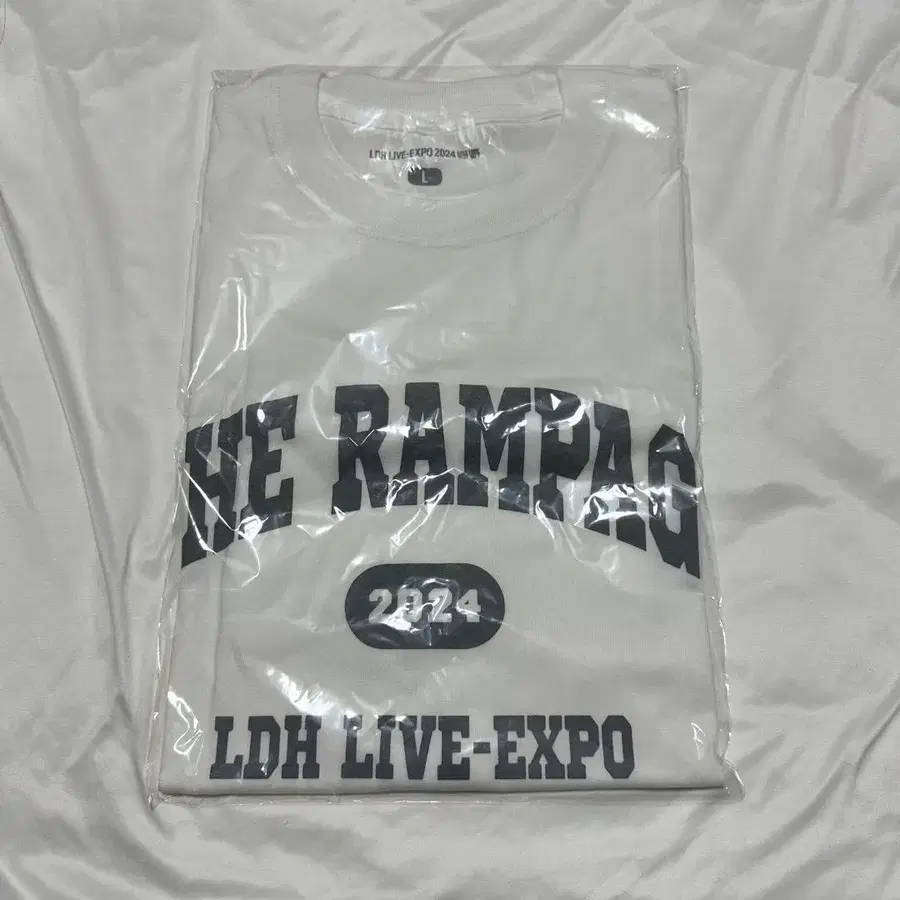 LDH LIVE-EXPO 2024
L
HE RAMPAG
2024
LDH LIVE-EXPO